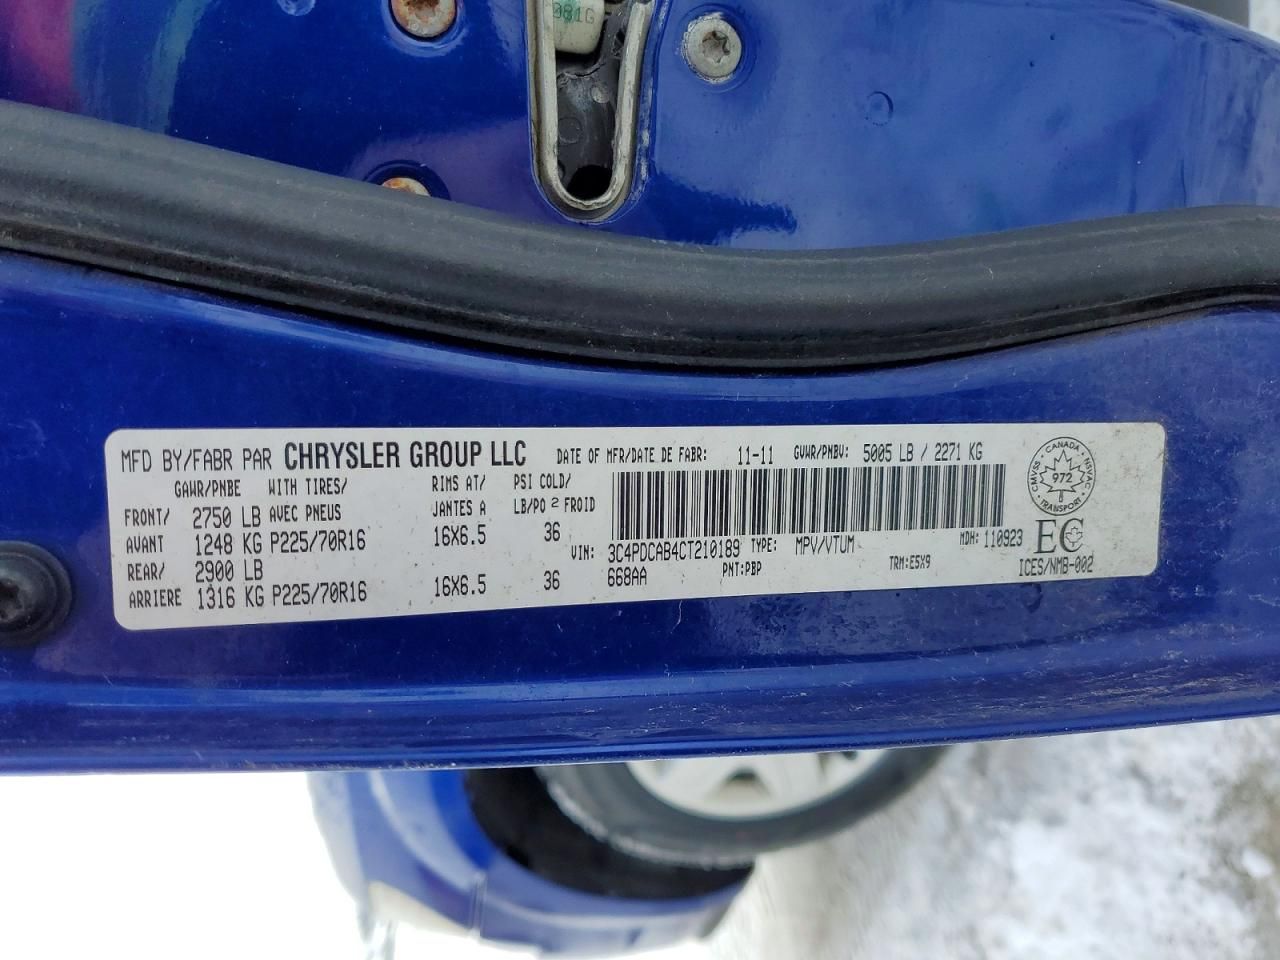 081G
MFD BY/FABR PAR CHRYSLER GROUP LLC DATE OF MFR/DATE DE FABR: 11-11 GVWR/PNBV: 5005 LB / 2271 KG
GAWR/PNBE WITH TIRES/ RIMS AT/ PSI COLD/
FRONT/ 2750 LB AVEC PNEUS JANTES A LB/PO 2 FROID
AVANT 1248 KG P225/70R16 16X6.5 36
VIN: 3C4PDCAB4CT210189 TYPE: MPV/VTUM MDH: 110923
REAR/ 2900 LB
668AA PNT:PBP TRM:E5X9
ARRIERE 1316 KG P225/70R16 16X6.5 36
CANADA
CMVSS
NSVAC
972
TRANSPORT
EC
ICES/NMB-002